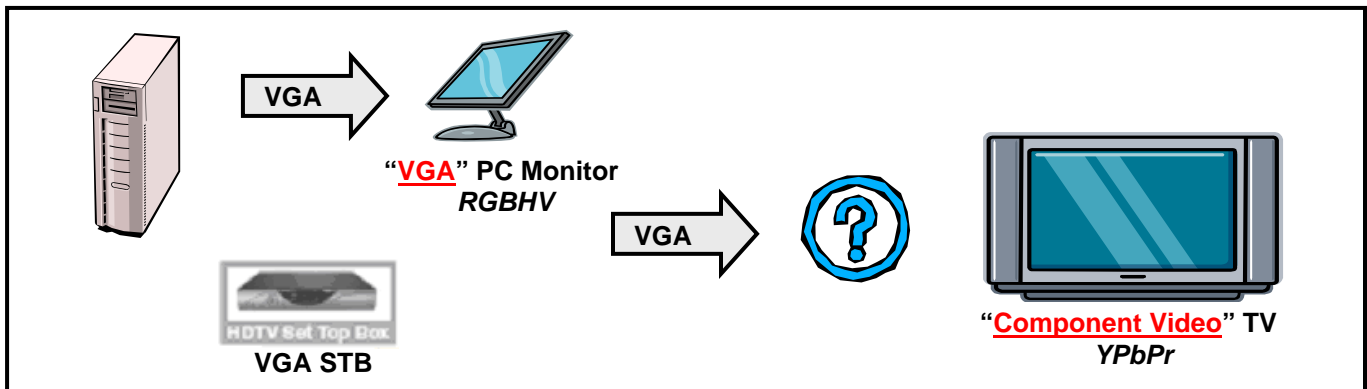 VGA
“VGA” PC Monitor
RGBHV
VGA
?
HDTV Set Top Box
VGA STB
“Component Video” TV
YPbPr